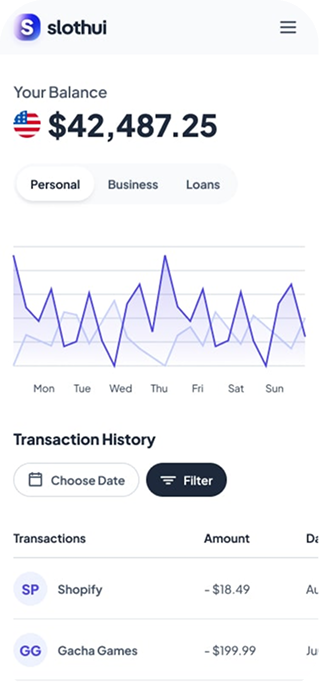 S slothui
Your Balance
$42,487.25
Personal Business Loans
Mon Tue Wed Thu Fri Sat Sun
Transaction History
Choose Date Filter
Transactions Amount Da
SP Shopify - $18.49 Au
GG Gacha Games - $199.99 Ju